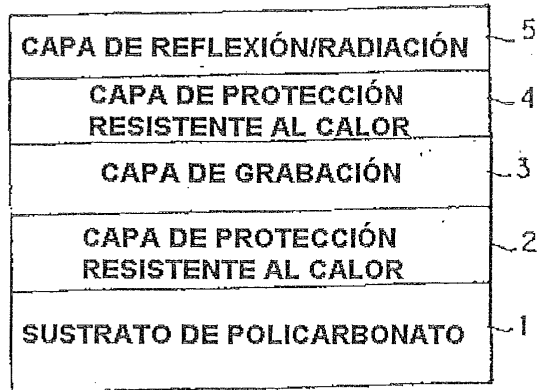 CAPA DE REFLEXIÓN/RADIACIÓN 5
CAPA DE PROTECCIÓN
RESISTENTE AL CALOR 4
CAPA DE GRABACIÓN 3
CAPA DE PROTECCIÓN
RESISTENTE AL CALOR 2
SUSTRATO DE POLICARBONATO 1